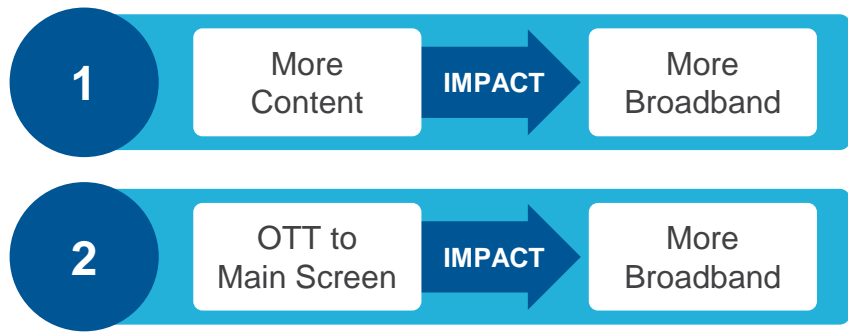 1
More
Content
IMPACT
More
Broadband
2
OTT to
Main Screen
IMPACT
More
Broadband